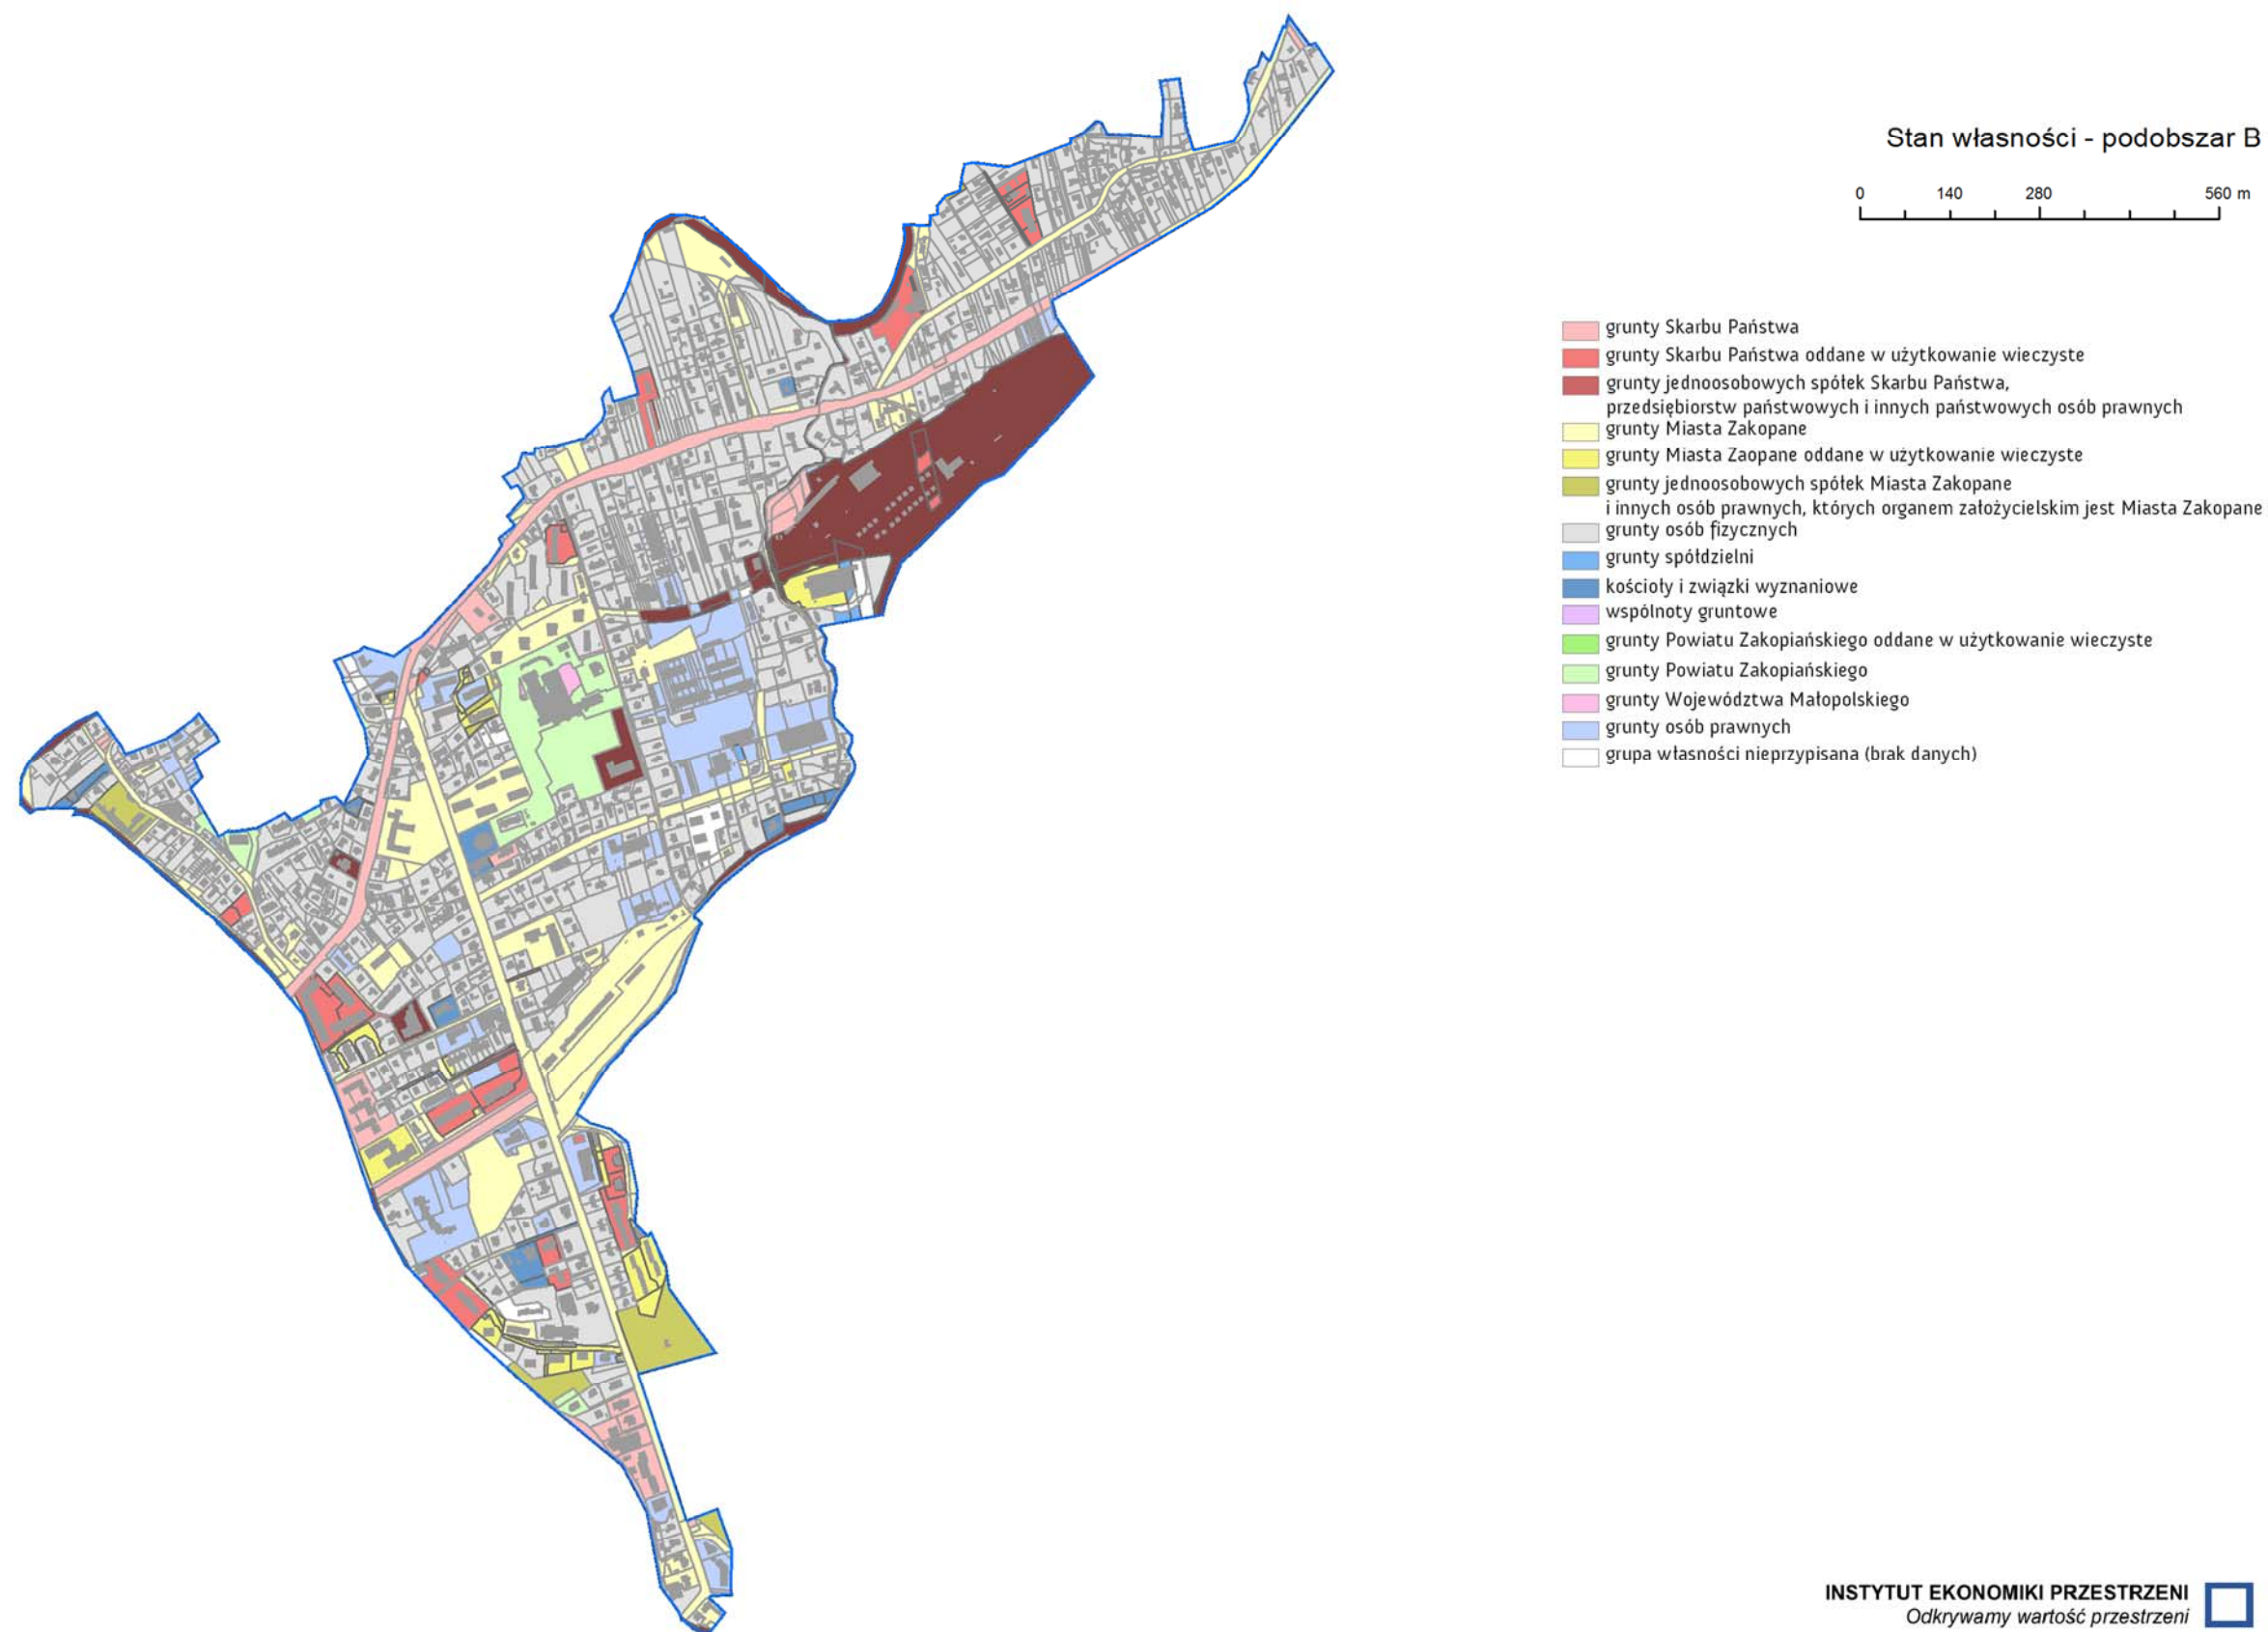 Stan własności - podobszar B
0 140 280 560 m
grunty Skarbu Państwa
grunty Skarbu Państwa oddane w użytkowanie wieczyste
grunty jednoosobowych spółek Skarbu Państwa,
przedsiębiorstw państwowych i innych państwowych osób prawnych
grunty Miasta Zakopane
grunty Miasta Zaopane oddane w użytkowanie wieczyste
grunty jednoosobowych spółek Miasta Zakopane
i innych osób prawnych, których organem założycielskim jest Miasta Zakopane
grunty osób fizycznych
grunty spółdzielni
kościoły i związki wyznaniowe
wspólnoty gruntowe
grunty Powiatu Zakopiańskiego oddane w użytkowanie wieczyste
grunty Powiatu Zakopiańskiego
grunty Województwa Małopolskiego
grunty osób prawnych
grupa własności nieprzypisana (brak danych)
INSTYTUT EKONOMIKI PRZESTRZENI
Odkrywamy wartość przestrzeni